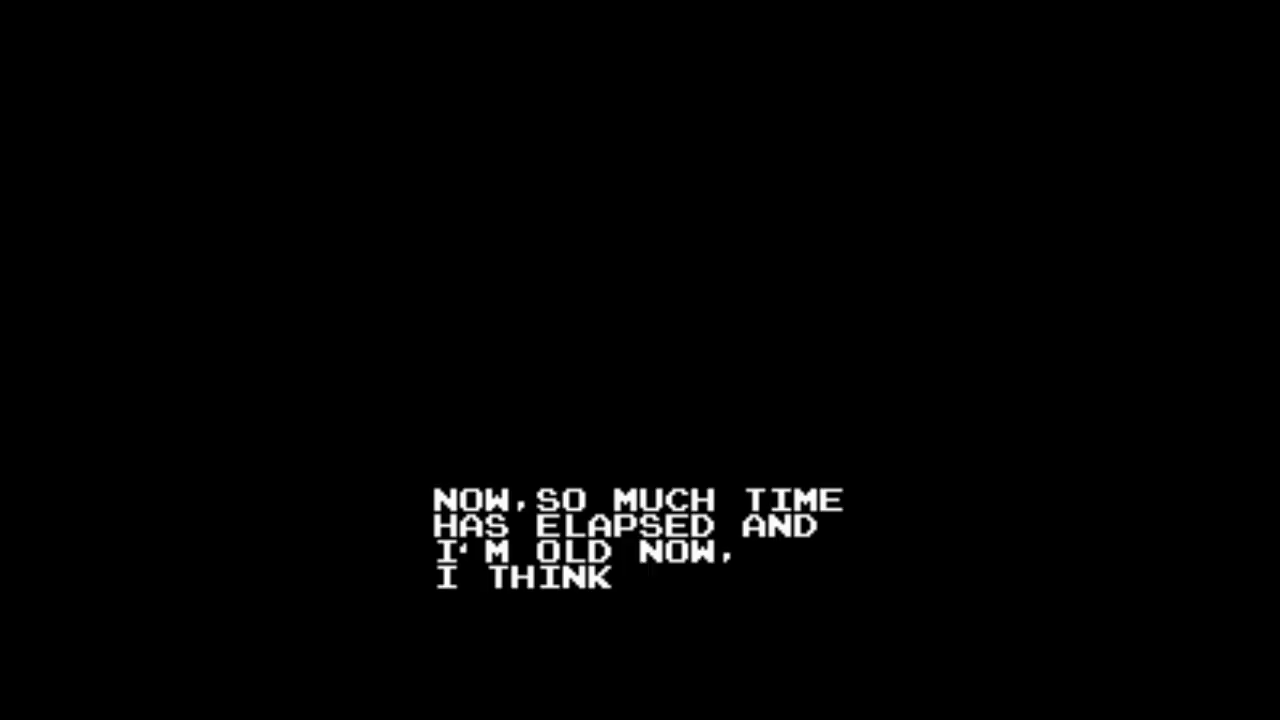 NOW,SO MUCH TIME
HAS ELAPSED AND
I'M OLD NOW,
I THINK